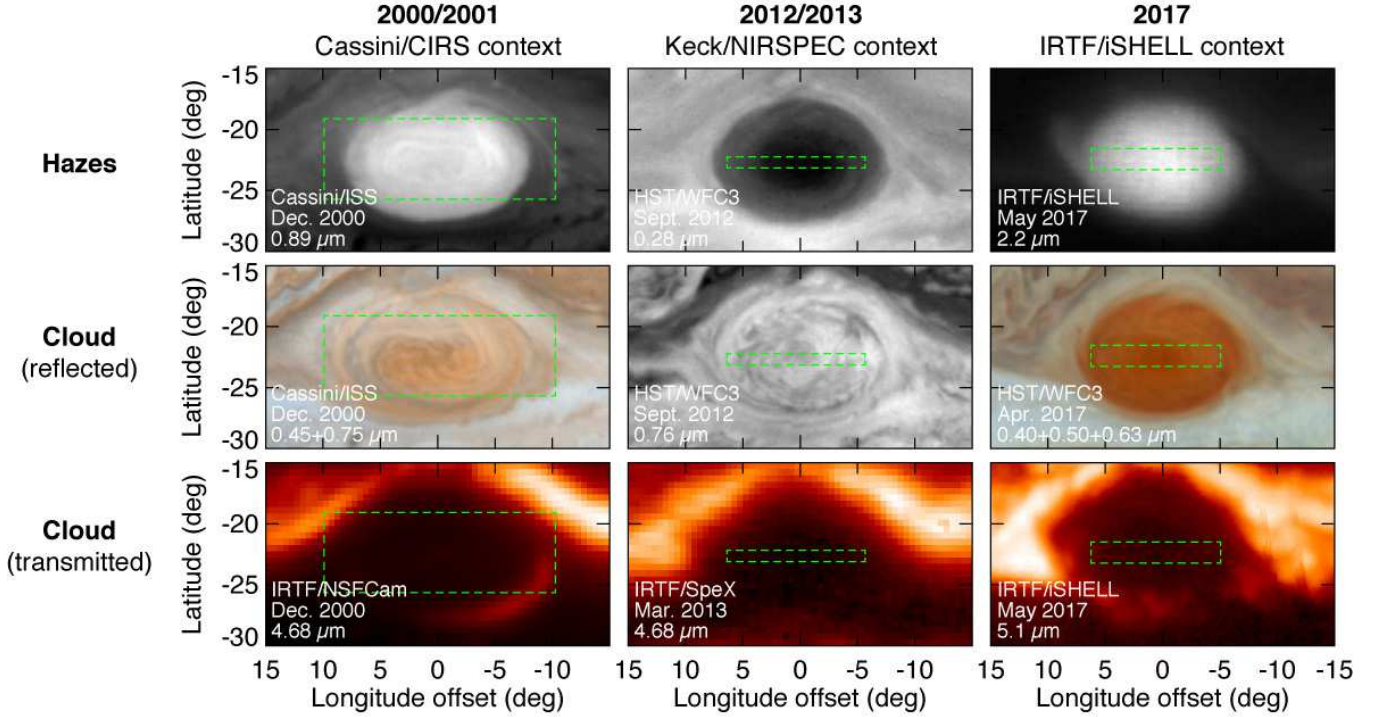 2000/2001
Cassini/CIRS context
2012/2013
Keck/NIRSPEC context
2017
IRTF/iSHELL context
Hazes
Latitude (deg)
-15
-20
-25
-30
Cassini/ISS
Dec. 2000
0.89 μm
HST/WFC3
Sept. 2012
0.28 μm
IRTF/iSHELL
May 2017
2.2 μm
Cloud
(reflected)
Latitude (deg)
-15
-20
-25
-30
Cassini/ISS
Dec. 2000
0.45+0.75 μm
HST/WFC3
Sept. 2012
0.76 μm
HST/WFC3
Apr. 2017
0.40+0.50+0.63 μm
Cloud
(transmitted)
Latitude (deg)
-15
-20
-25
-30
IRTF/NSFCam
Dec. 2000
4.68 μm
IRTF/SpeX
Mar. 2013
4.68 μm
IRTF/iSHELL
May 2017
5.1 μm
15 10 5 0 -5 -10 10 5 0 -5 -10 10 5 0 -5 -10 -15
Longitude offset (deg)
Longitude offset (deg)
Longitude offset (deg)